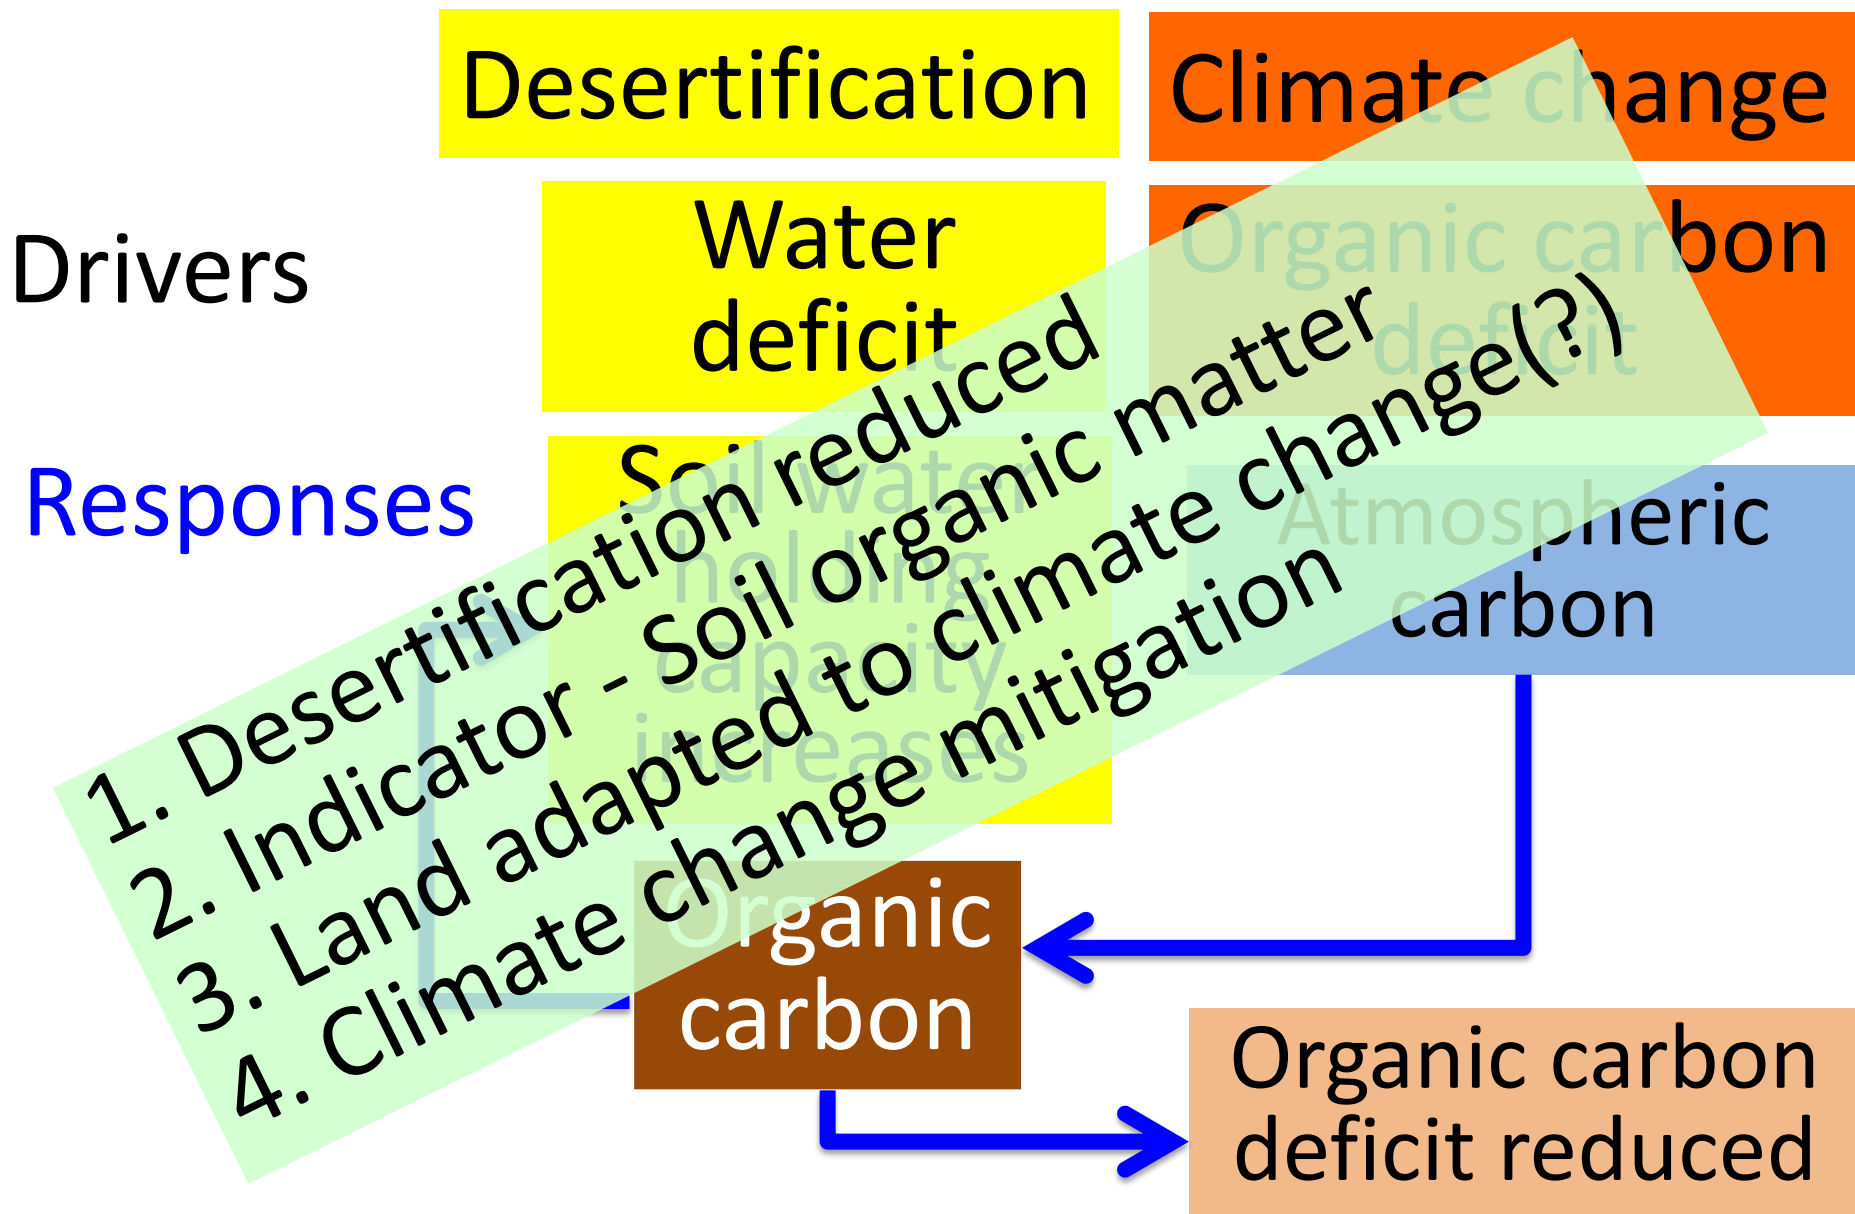 Desertification
Climate change
Drivers
Water
deficit
Organic carbon
deficit
Responses
Soil water
holding
capacity
increases
Atmospheric
carbon
Organic
carbon
Organic carbon
deficit reduced
1. Desertification reduced
2. Indicator - Soil organic matter
3. Land adapted to climate change(?)
4. Climate change mitigation